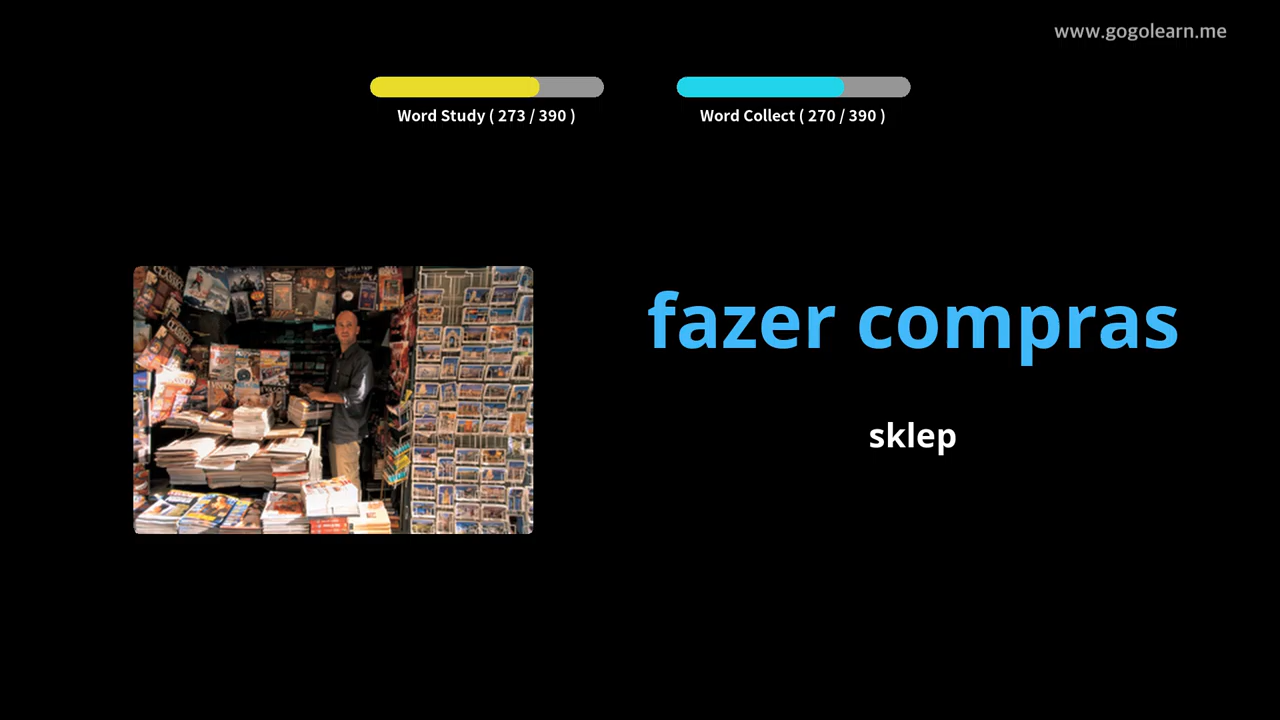 www.gogolearn.me
Word Study ( 273 / 390 )
Word Collect ( 270 / 390 )
fazer compras
sklep